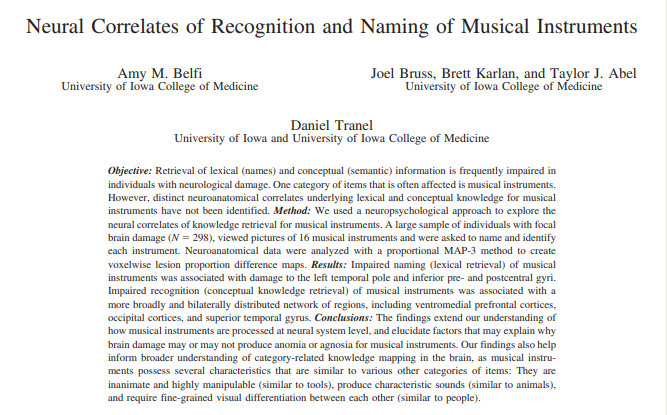 Neural Correlates of Recognition and Naming of Musical Instruments
Amy M. Belfi
University of Iowa College of Medicine
Joel Bruss, Brett Karlan, and Taylor J. Abel
University of Iowa College of Medicine
Daniel Tranel
University of Iowa and University of Iowa College of Medicine
Objective: Retrieval of lexical (names) and conceptual (semantic) information is frequently impaired in
individuals with neurological damage. One category of items that is often affected is musical instruments.
However, distinct neuroanatomical correlates underlying lexical and conceptual knowledge for musical
instruments have not been identified. Method: We used a neuropsychological approach to explore the
neural correlates of knowledge retrieval for musical instruments. A large sample of individuals with focal
brain damage (N = 298), viewed pictures of 16 musical instruments and were asked to name and identify
each instrument. Neuroanatomical data were analyzed with a proportional MAP-3 method to create
voxelwise lesion proportion difference maps. Results: Impaired naming (lexical retrieval) of musical
instruments was associated with damage to the left temporal pole and inferior pre- and postcentral gyri.
Impaired recognition (conceptual knowledge retrieval) of musical instruments was associated with a
more broadly and bilaterally distributed network of regions, including ventromedial prefrontal cortices,
occipital cortices, and superior temporal gyrus. Conclusions: The findings extend our understanding of
how musical instruments are processed at neural system level, and elucidate factors that may explain why
brain damage may or may not produce anomia or agnosia for musical instruments. Our findings also help
inform broader understanding of category-related knowledge mapping in the brain, as musical instru-
ments possess several characteristics that are similar to various other categories of items: They are
inanimate and highly manipulable (similar to tools), produce characteristic sounds (similar to animals),
and require fine-grained visual differentiation between each other (similar to people).